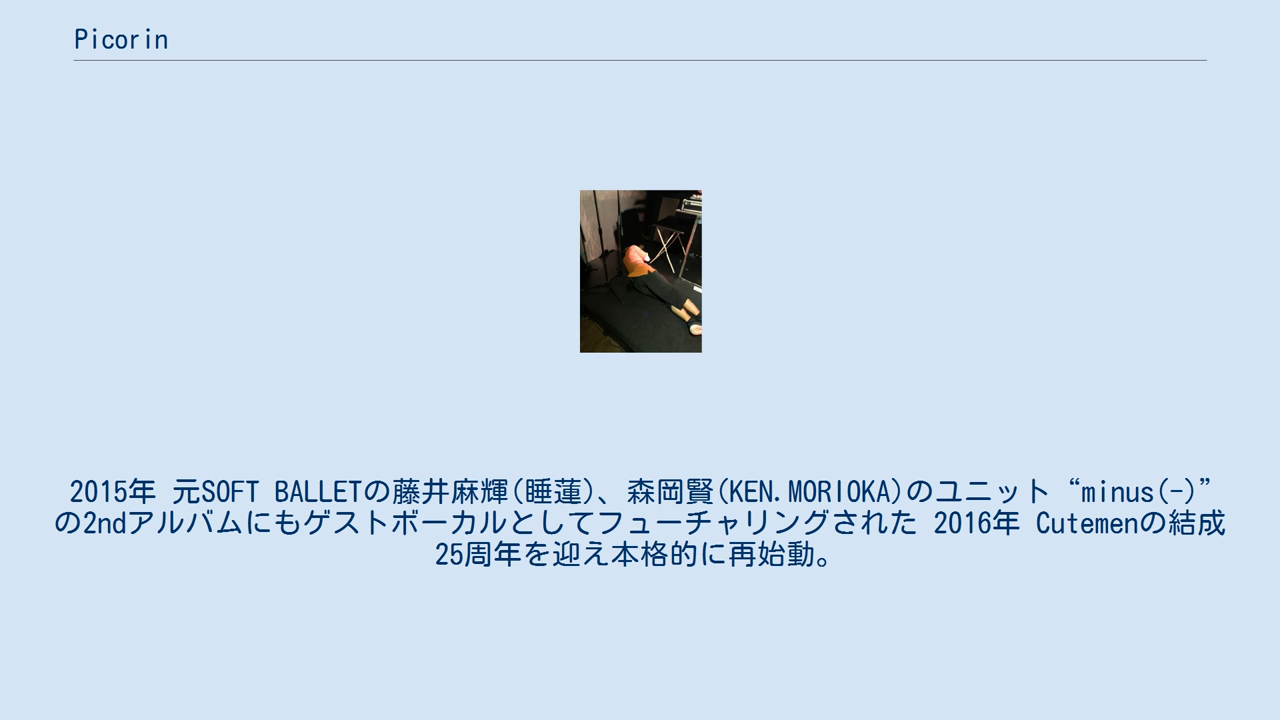 Picorin
2015年 元SOFT BALLETの藤井麻輝(睡蓮)、森岡賢(KEN.MORIOKA)のユニット“minus(-)”
の2ndアルバムにもゲストボーカルとしてフューチャリングされた 2016年 Cutemenの結成
25周年を迎え本格的に再始動。